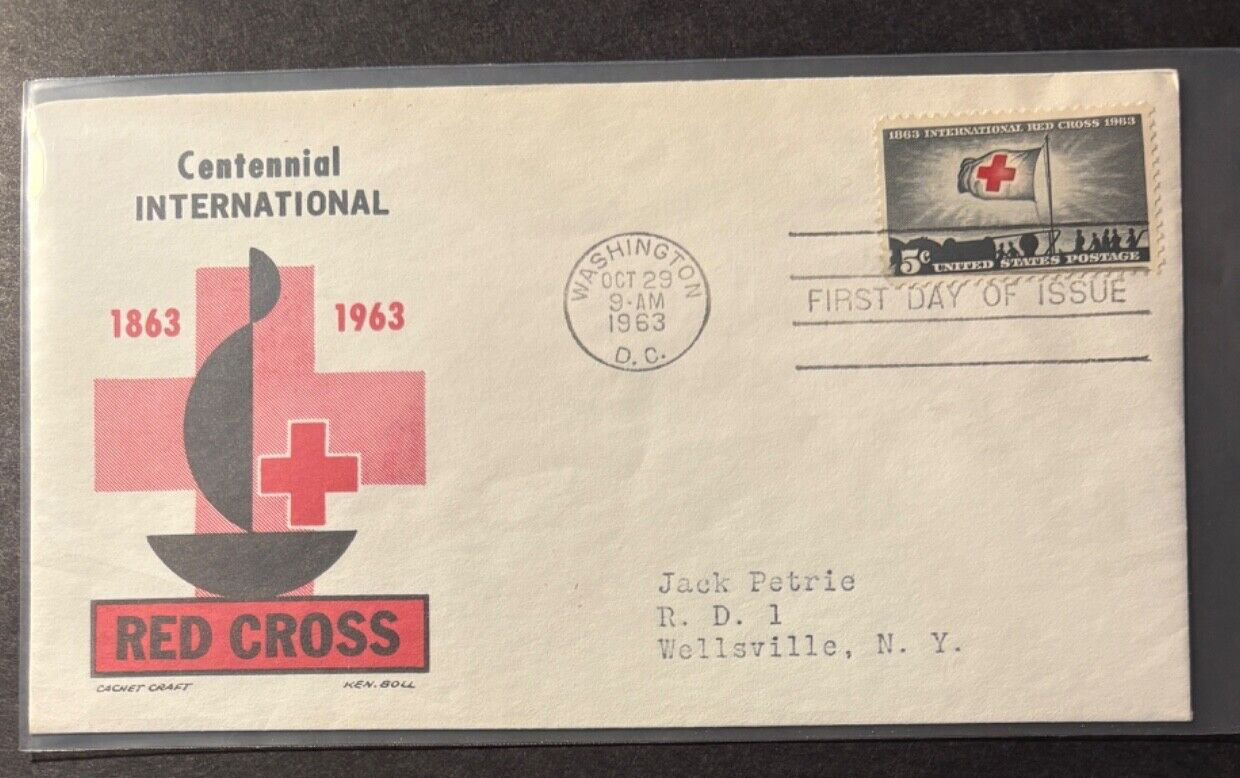 Centennial
INTERNATIONAL
1863 1963
RED CROSS
CACHET CRAFT KEN. BOLL
WASHINGTON
OCT 29
9-AM
1963
D.C.
1863 INTERNATIONAL RED CROSS 1963
5c UNITED STATES POSTAGE
FIRST DAY OF ISSUE
Jack Petrie
R. D. 1
Wellsville, N. Y.